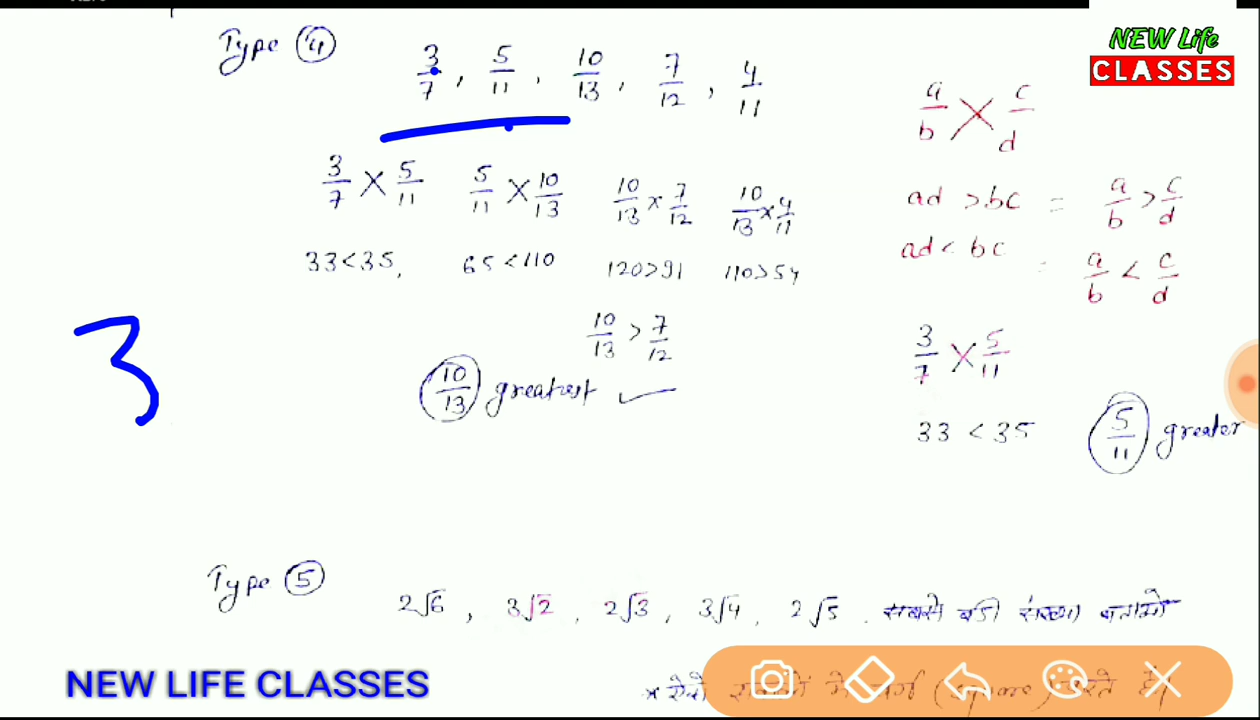 NEW Life
CLASSES
Type ④
3/7, 5/11, 10/13, 7/12, 4/11
3/7 × 5/11  5/11 × 10/13  10/13 × 7/12  10/13 × 4/11
33<35,  65<110  120>91  110>54
10/13 > 7/12
10/13 greatest ✓
3
a/b × c/d
ad > bc = a/b > c/d
ad < bc = a/b < c/d
3/7 × 5/11
33 < 35  5/11 greater
Type ⑤
2√6, 3√2, 2√3, 3√4, 2√5. सबसे बडी संख्या बताओ
NEW LIFE CLASSES
× ऐसे में वर्ग (square) करते हैं।